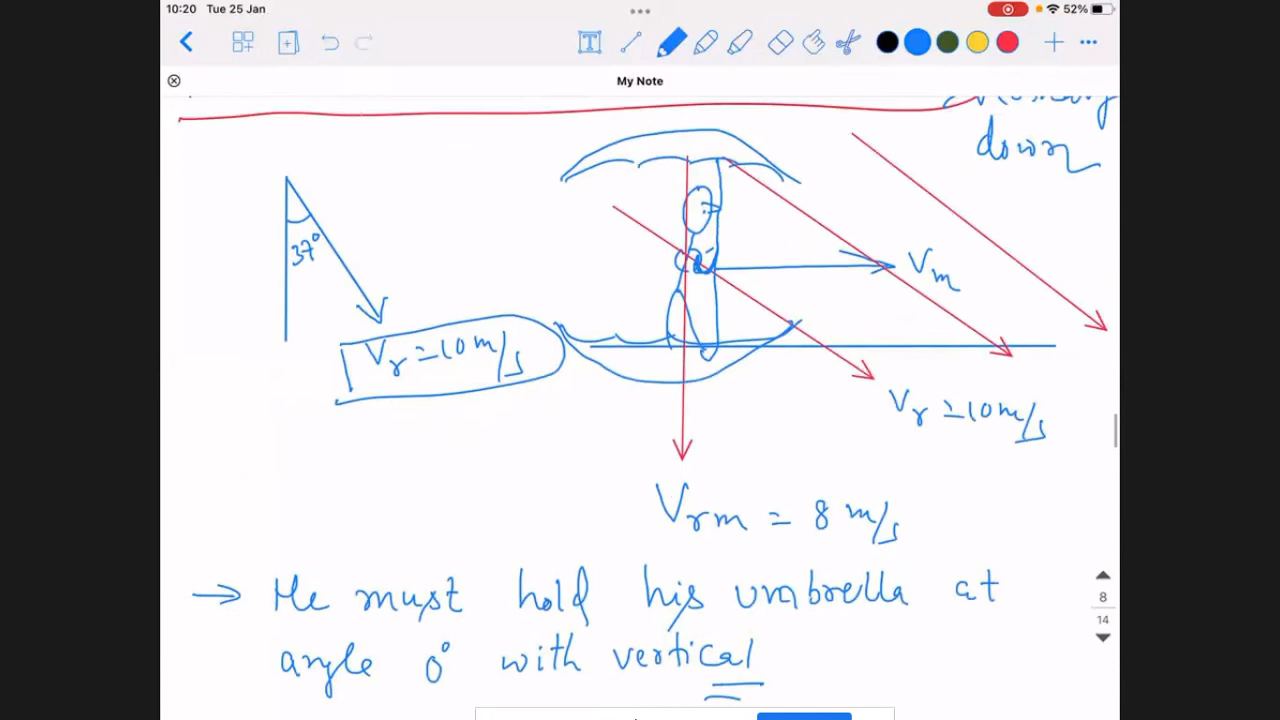 10:20 Tue 25 Jan
52%
My Note
down
37°
Vm
Vr = 10 m/s
Vr = 10 m/s
Vrm = 8 m/s
8
14
→ He must hold his umbrella at
angle 0° with vertical